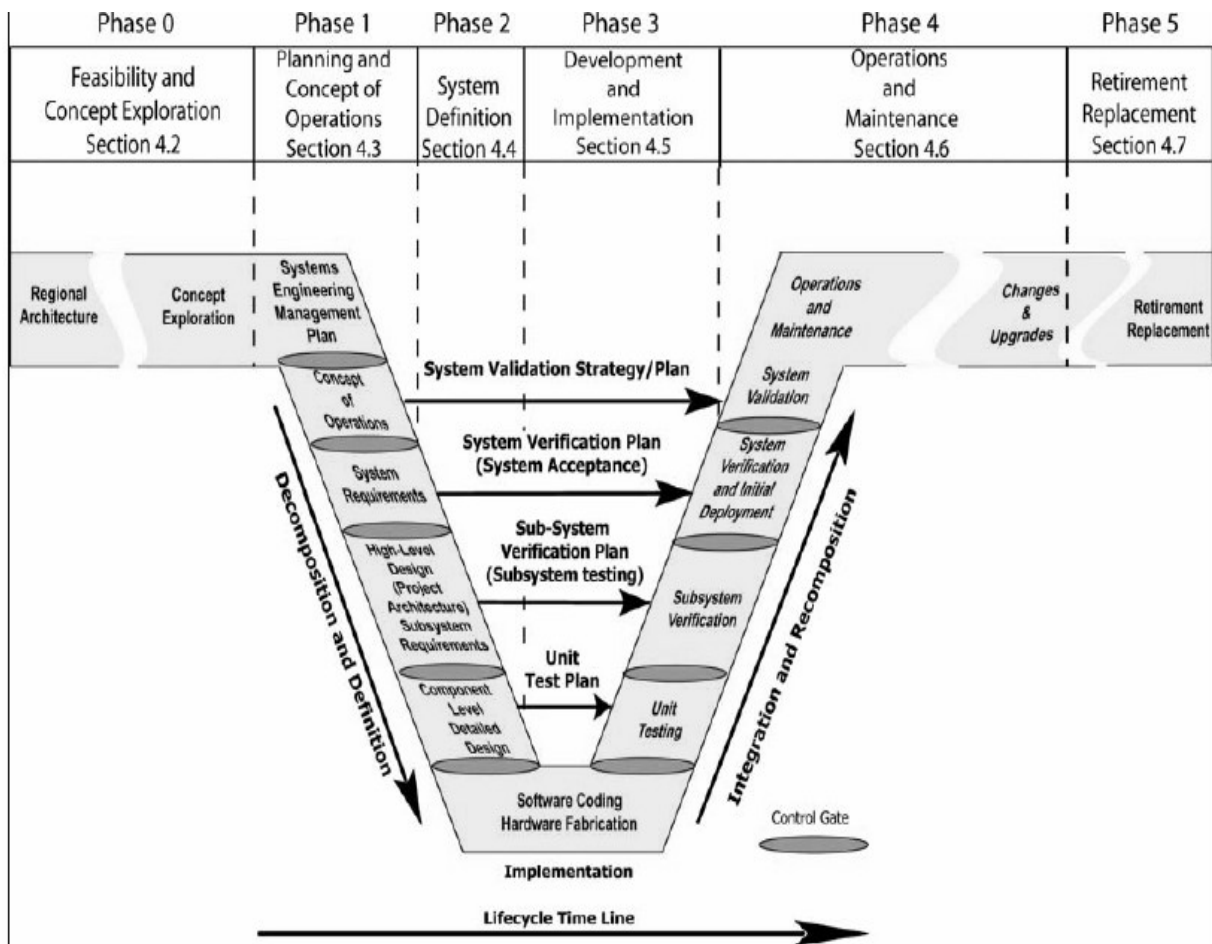 Phase 0
Phase 1
Phase 2
Phase 3
Phase 4
Phase 5
Feasibility and
Concept Exploration
Section 4.2
Planning and
Concept of
Operations
Section 4.3
System
Definition
Section 4.4
Development
and
Implementation
Section 4.5
Operations
and
Maintenance
Section 4.6
Retirement
Replacement
Section 4.7
Regional
Architecture
Concept
Exploration
Systems
Engineering
Management
Plan
Operations
and
Maintenance
Changes
&
Upgrades
Retirement
Replacement
Concept
of
Operations
System Validation Strategy/Plan
System
Validation
System
Requirements
System Verification Plan
(System Acceptance)
System
Verification
and Initial
Deployment
High-Level
Design
(Project
Architecture)
Subsystem
Requirements
Sub-System
Verification Plan
(Subsystem testing)
Subsystem
Verification
Component
Level
Detailed
Design
Unit
Test Plan
Unit
Testing
Decomposition and Definition
Integration and Recomposition
Software Coding
Hardware Fabrication
Control Gate
Implementation
Lifecycle Time Line